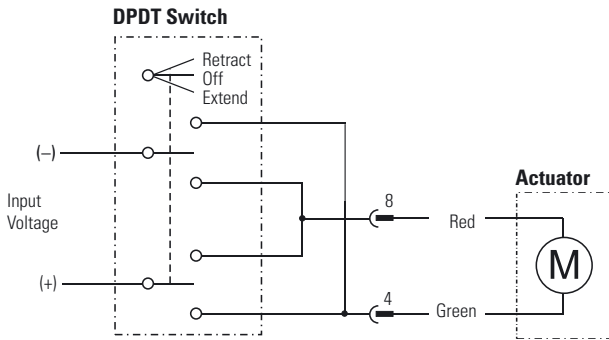 DPDT Switch
Retract
Off
Extend
(–)
Input
Voltage
(+)
8
Red
4
Green
Actuator
M